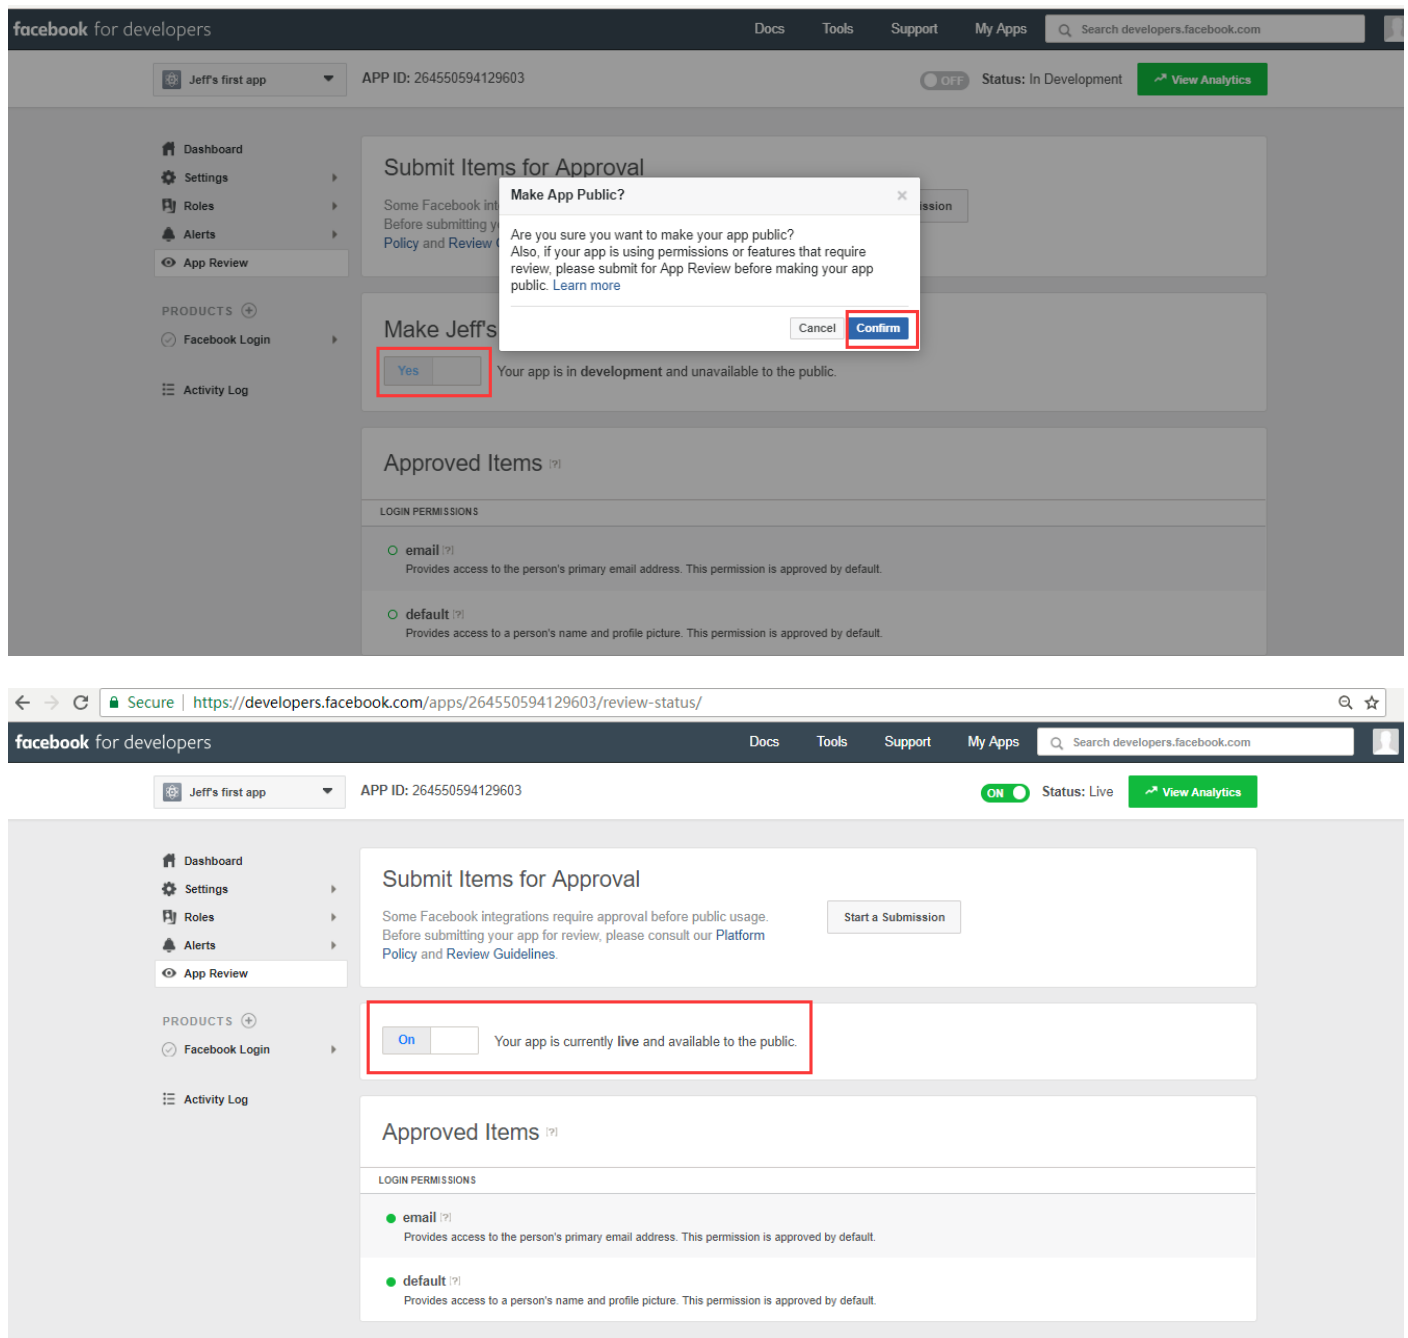 facebook for developers
Docs Tools Support My Apps Search developers.facebook.com
Jeff's first app APP ID: 264550594129603 OFF Status: In Development View Analytics
Dashboard
Settings
Roles
Alerts
App Review
PRODUCTS
Facebook Login
Activity Log
Submit Items for Approval
Some Facebook int
Before submitting y
Policy and Review
ission
Make App Public?
Are you sure you want to make your app public?
Also, if your app is using permissions or features that require
review, please submit for App Review before making your app
public. Learn more
Cancel Confirm
Make Jeff's
Yes Your app is in development and unavailable to the public.
Approved Items [?]
LOGIN PERMISSIONS
email [?]
Provides access to the person's primary email address. This permission is approved by default.
default [?]
Provides access to a person's name and profile picture. This permission is approved by default.
Secure | https://developers.facebook.com/apps/264550594129603/review-status/
facebook for developers
Docs Tools Support My Apps Search developers.facebook.com
Jeff's first app APP ID: 264550594129603 ON Status: Live View Analytics
Dashboard
Settings
Roles
Alerts
App Review
PRODUCTS
Facebook Login
Activity Log
Submit Items for Approval
Some Facebook integrations require approval before public usage.
Before submitting your app for review, please consult our Platform
Policy and Review Guidelines.
Start a Submission
On Your app is currently live and available to the public.
Approved Items [?]
LOGIN PERMISSIONS
email [?]
Provides access to the person's primary email address. This permission is approved by default.
default [?]
Provides access to a person's name and profile picture. This permission is approved by default.